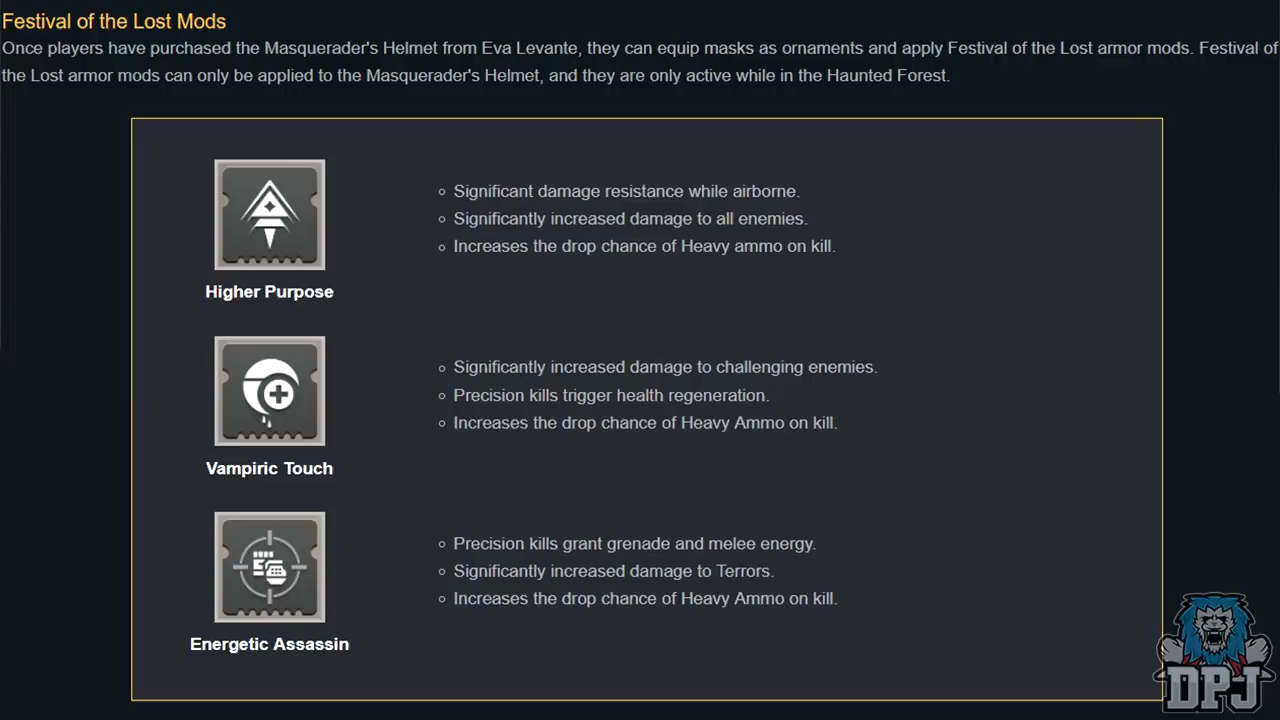 Festival of the Lost Mods
Once players have purchased the Masquerader's Helmet from Eva Levante, they can equip masks as ornaments and apply Festival of the Lost armor mods. Festival of
the Lost armor mods can only be applied to the Masquerader's Helmet, and they are only active while in the Haunted Forest.
Significant damage resistance while airborne.
Significantly increased damage to all enemies.
Increases the drop chance of Heavy ammo on kill.
Higher Purpose
Significantly increased damage to challenging enemies.
Precision kills trigger health regeneration.
Increases the drop chance of Heavy Ammo on kill.
Vampiric Touch
Precision kills grant grenade and melee energy.
Significantly increased damage to Terrors.
Increases the drop chance of Heavy Ammo on kill.
Energetic Assassin
DPJ